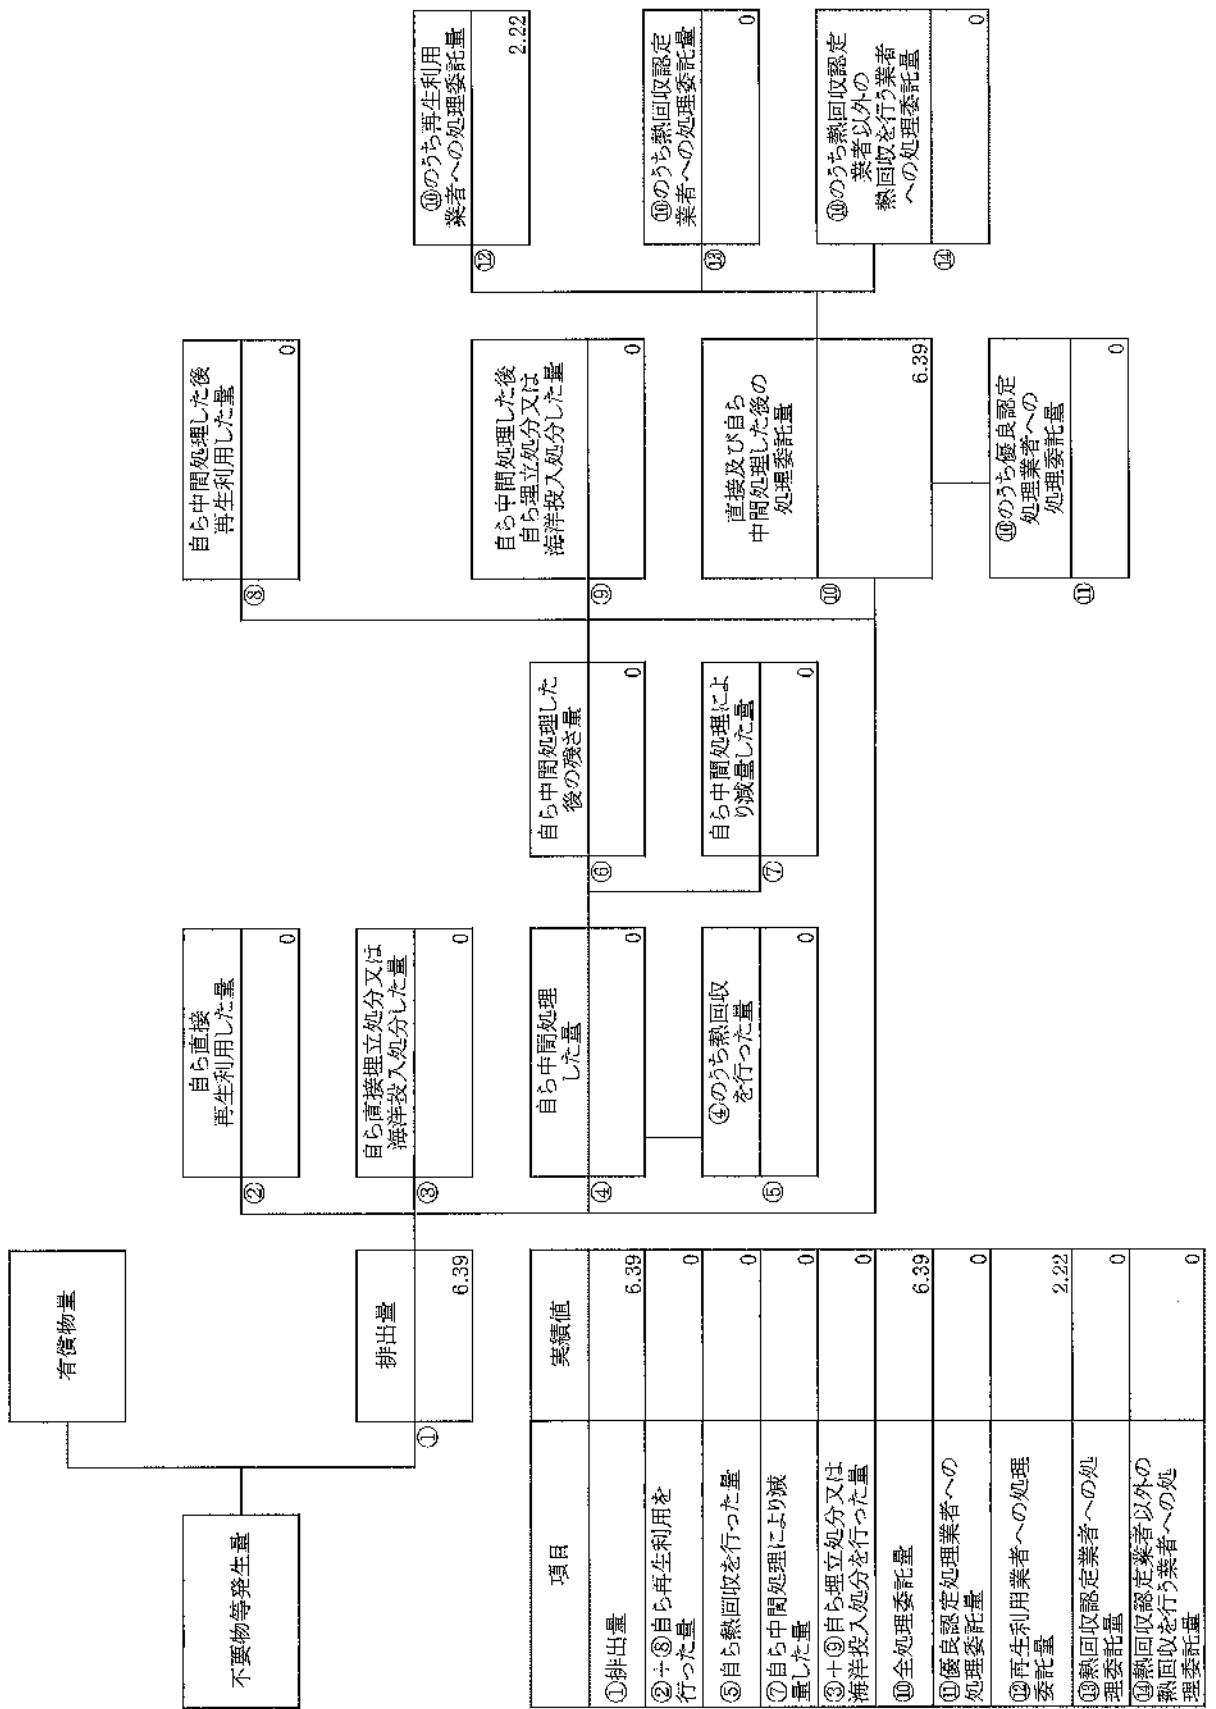 不要物等発生量
有償物量
排出量
①
6.39
自ら直接
再生利用した量
②
0
自ら直接埋立処分又は
海洋投入処分した量
③
0
自ら中間処理
した量
④
0
④のうち熱回収
を行った量
⑤
0
自ら中間処理した
後の残さ量
⑥
0
自ら中間処理によ
り減量した量
⑦
0
自ら中間処理した後
再生利用した量
⑧
0
自ら中間処理した後
自ら埋立処分又は
海洋投入処分した量
⑨
0
直接及び自ら
中間処理した後の
処理委託量
⑩
6.39
⑩のうち優良認定
処理業者への
処理委託量
⑪
0
⑩のうち再生利用
業者への処理委託量
⑫
2.22
⑩のうち熱回収認定
業者への処理委託量
⑬
0
⑩のうち熱回収認定
業者以外の
熱回収を行う業者
への処理委託量
⑭
0
項目 実績値
①排出量 6.39
②+⑧自ら再生利用を
行った量 0
⑤自ら熱回収を行った量 0
⑦自ら中間処理により減
量した量 0
③+⑨自ら埋立処分又は
海洋投入処分を行った量 0
⑩全処理委託量 6.39
⑪優良認定処理業者への
処理委託量 0
⑫再生利用業者への処理
委託量 2.22
⑬熱回収認定業者への処
理委託量 0
⑭熱回収認定業者以外の
熱回収を行う業者への処
理委託量 0